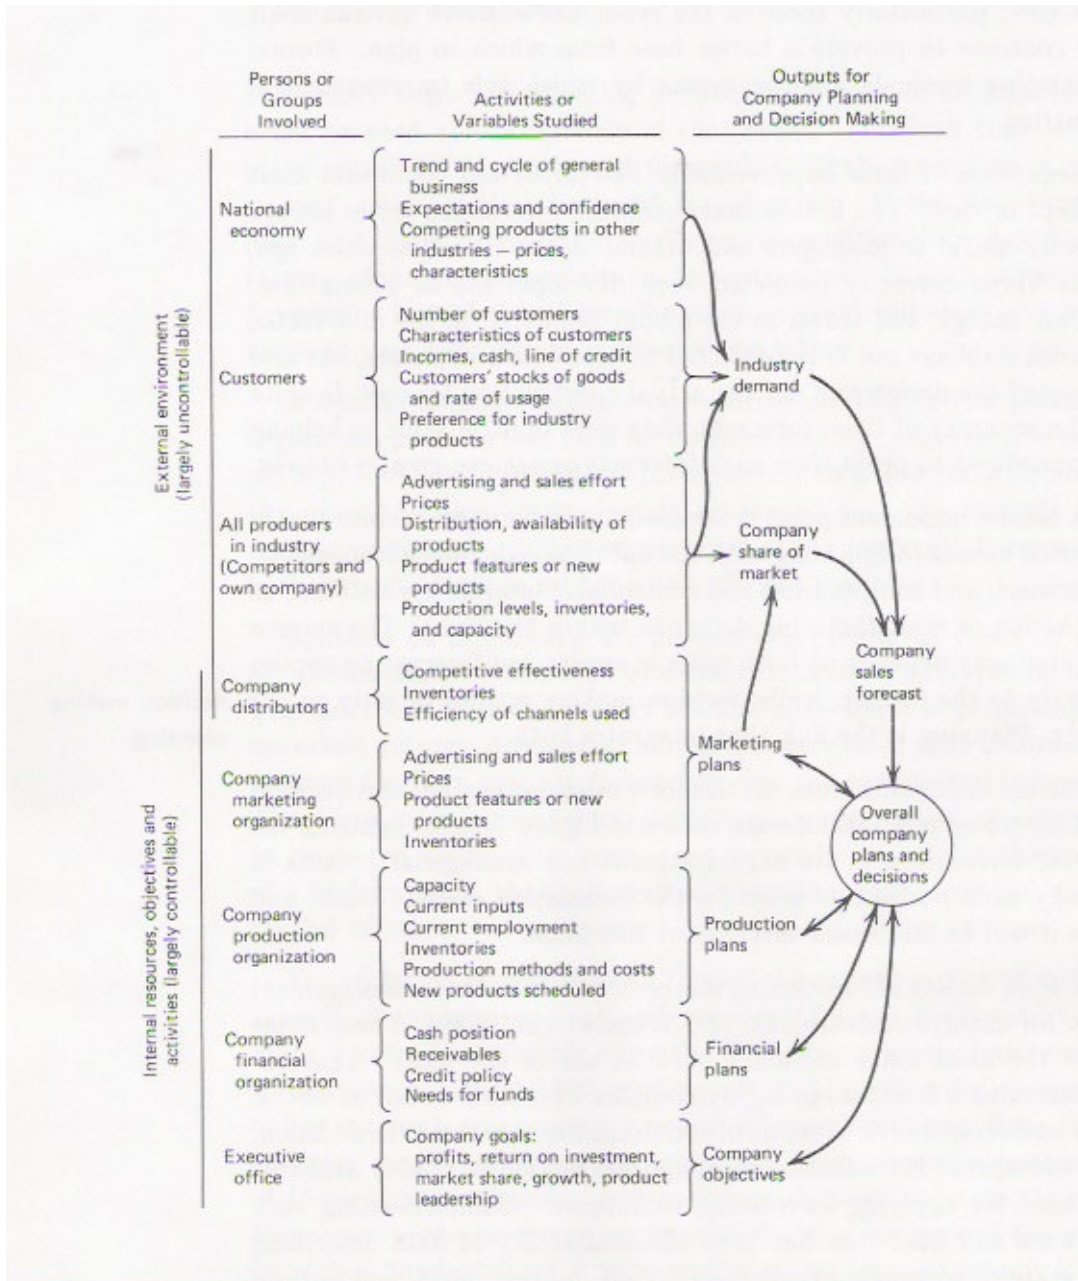 Persons or
Groups
Involved
Activities or
Variables Studied
Outputs for
Company Planning
and Decision Making
External environment
(largely uncontrollable)
National
economy
Trend and cycle of general
business
Expectations and confidence
Competing products in other
industries – prices,
characteristics
Customers
Number of customers
Characteristics of customers
Incomes, cash, line of credit
Customers' stocks of goods
and rate of usage
Preference for industry
products
Industry
demand
All producers
in industry
(Competitors and
own company)
Advertising and sales effort
Prices
Distribution, availability of
products
Product features or new
products
Production levels, inventories,
and capacity
Company
share of
market
Company
sales
forecast
Internal resources, objectives and
activities (largely controllable)
Company
distributors
Competitive effectiveness
Inventories
Efficiency of channels used
Company
marketing
organization
Advertising and sales effort
Prices
Product features or new
products
Inventories
Marketing
plans
Overall
company
plans and
decisions
Company
production
organization
Capacity
Current inputs
Current employment
Inventories
Production methods and costs
New products scheduled
Production
plans
Company
financial
organization
Cash position
Receivables
Credit policy
Needs for funds
Financial
plans
Executive
office
Company goals:
profits, return on investment,
market share, growth, product
leadership
Company
objectives